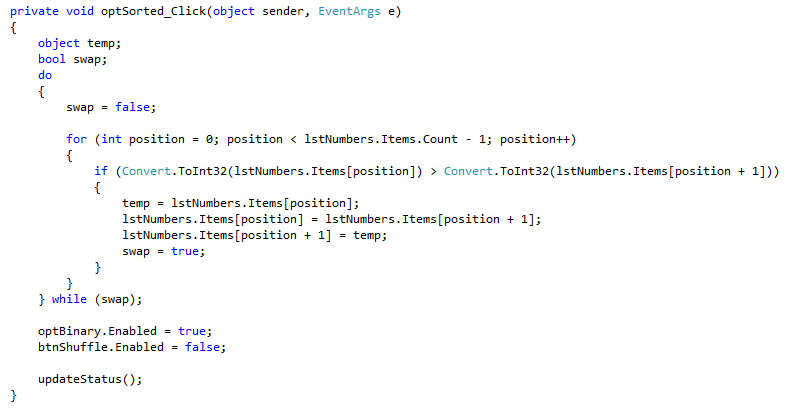 private void optSorted_Click(object sender, EventArgs e)
{
    object temp;
    bool swap;
    do
    {
        swap = false;

        for (int position = 0; position < lstNumbers.Items.Count - 1; position++)
        {
            if (Convert.ToInt32(lstNumbers.Items[position]) > Convert.ToInt32(lstNumbers.Items[position + 1]))
            {
                temp = lstNumbers.Items[position];
                lstNumbers.Items[position] = lstNumbers.Items[position + 1];
                lstNumbers.Items[position + 1] = temp;
                swap = true;
            }
        }
    } while (swap);

    optBinary.Enabled = true;
    btnShuffle.Enabled = false;

    updateStatus();
}